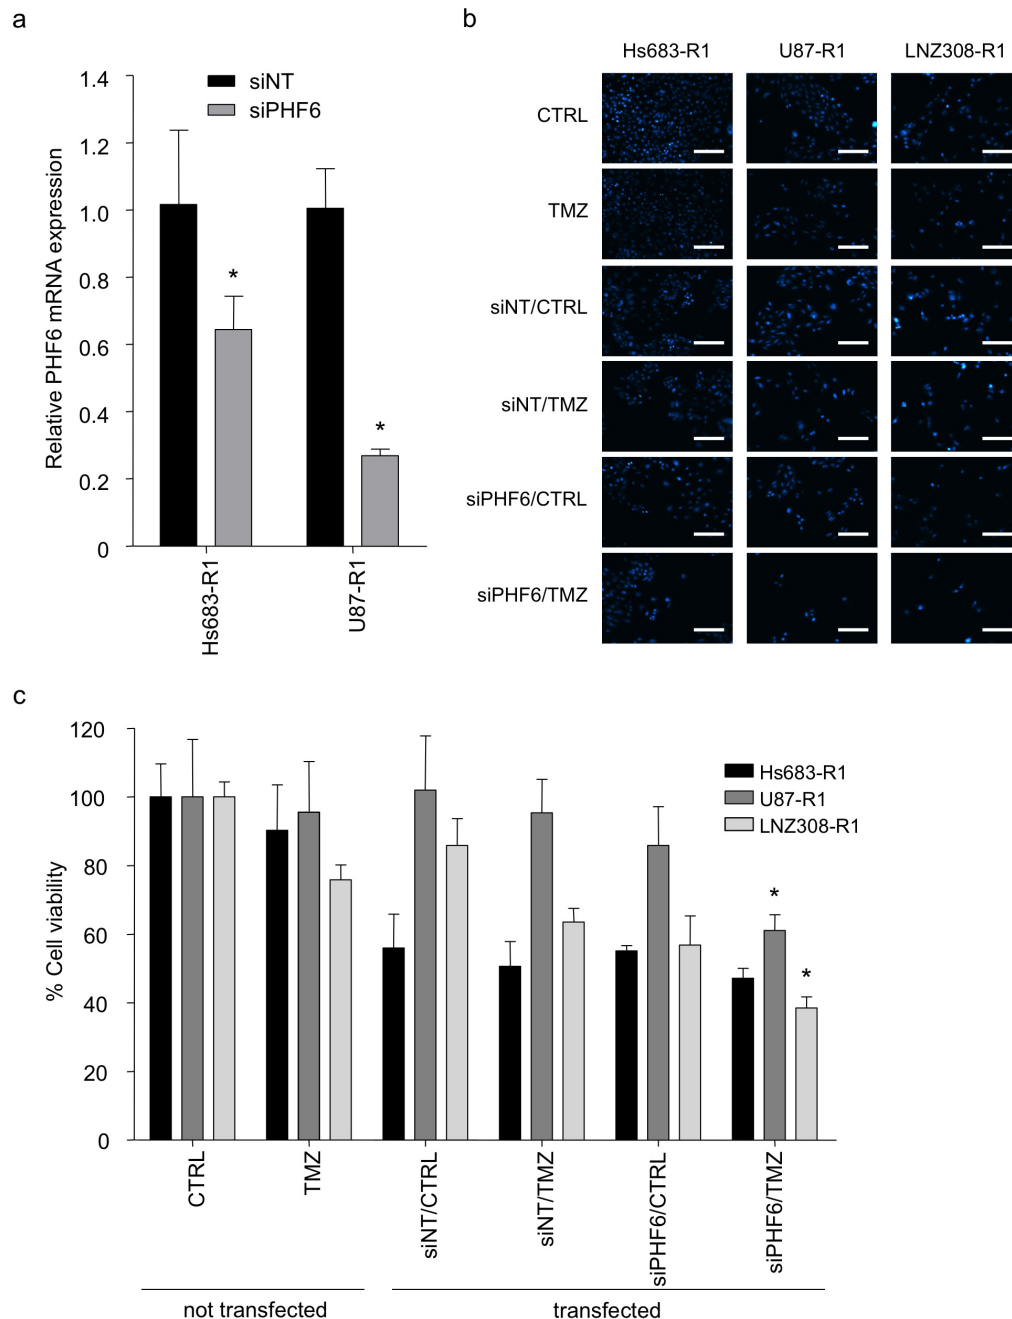 a
siNT
siPHF6
Relative PHF6 mRNA expression
1.4
1.2
1.0
0.8
0.6
0.4
0.2
0
*
*
Hs683-R1
U87-R1
b
Hs683-R1
U87-R1
LNZ308-R1
CTRL
TMZ
siNT/CTRL
siNT/TMZ
siPHF6/CTRL
siPHF6/TMZ
c
% Cell viability
120
100
80
60
40
20
0
Hs683-R1
U87-R1
LNZ308-R1
*
*
CTRL
TMZ
siNT/CTRL
siNT/TMZ
siPHF6/CTRL
siPHF6/TMZ
not transfected
transfected